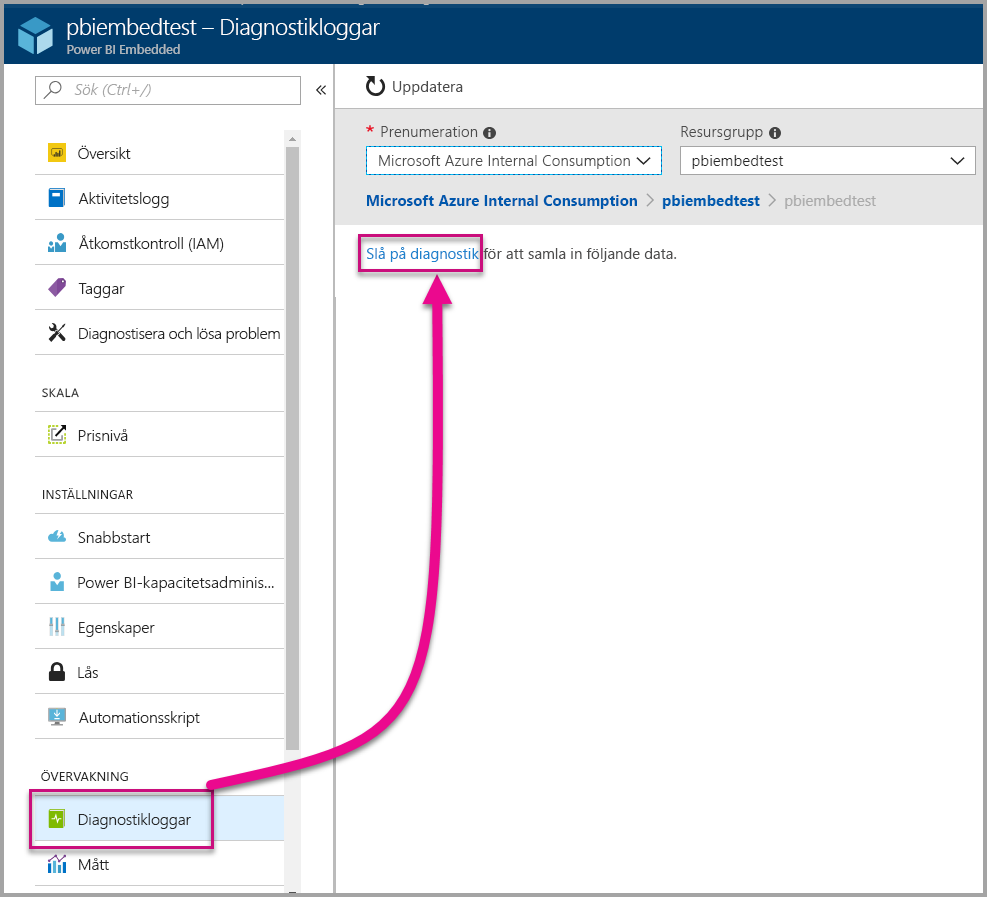 pbiembedtest – Diagnostikloggar
Power BI Embedded
Sök (Ctrl+/)
«
Översikt
Aktivitetslogg
Åtkomstkontroll (IAM)
Taggar
Diagnostisera och lösa problem
SKALA
Prisnivå
INSTÄLLNINGAR
Snabbstart
Power BI-kapacitetsadminis...
Egenskaper
Lås
Automationsskript
ÖVERVAKNING
Diagnostikloggar
Mått
Uppdatera
* Prenumeration
Resursgrupp
Microsoft Azure Internal Consumption
pbiembedtest
Microsoft Azure Internal Consumption > pbiembedtest > pbiembedtest
Slå på diagnostik för att samla in följande data.